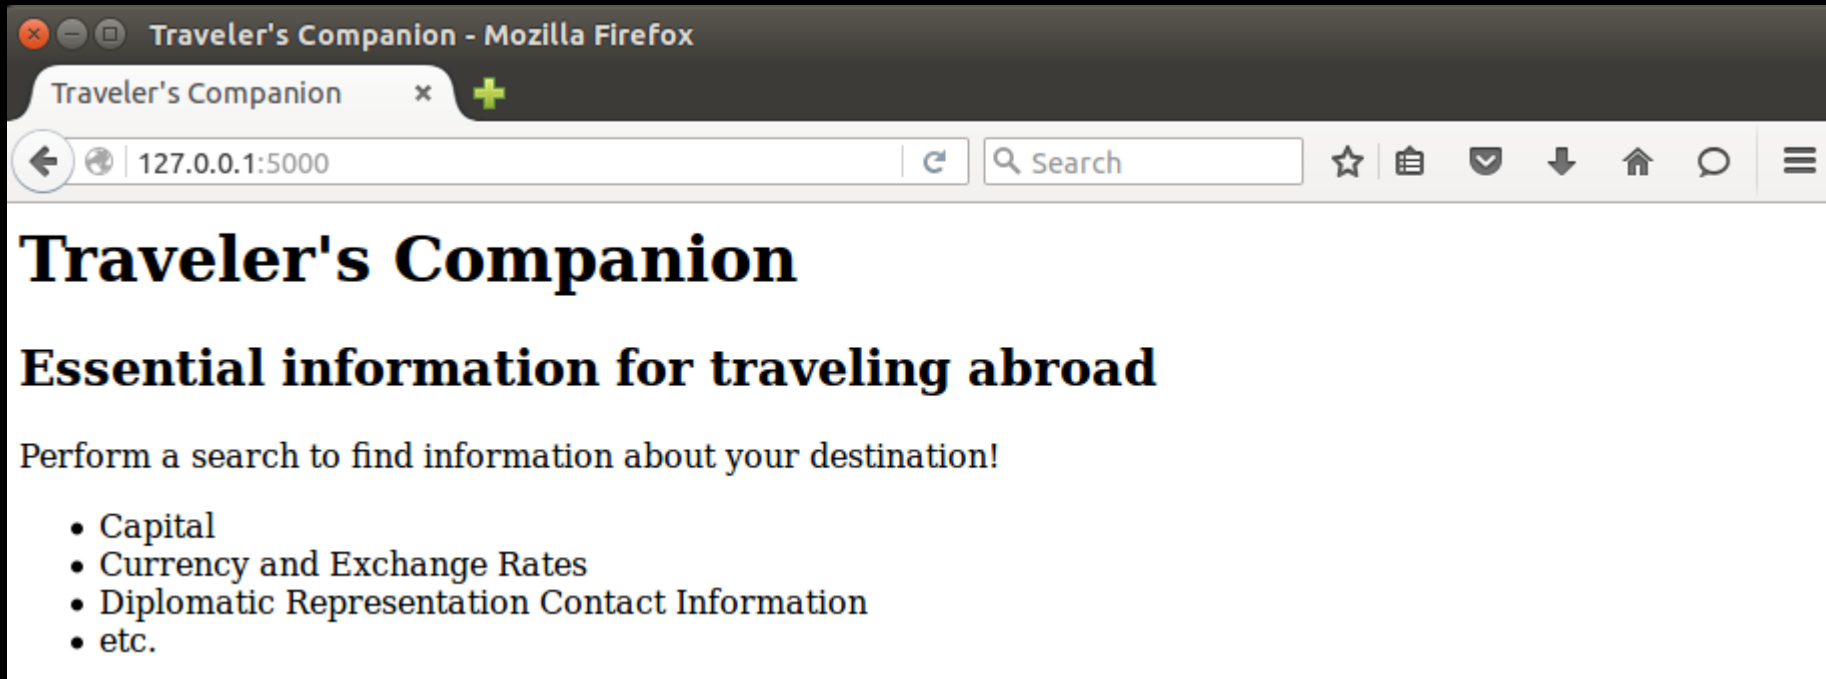 Traveler's Companion - Mozilla Firefox
Traveler's Companion
127.0.0.1:5000
Search
Traveler's Companion
Essential information for traveling abroad
Perform a search to find information about your destination!
• Capital
• Currency and Exchange Rates
• Diplomatic Representation Contact Information
• etc.